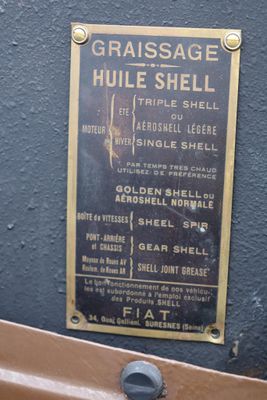 GRAISSAGE
HUILE SHELL
TRIPLE SHELL
ÉTÉ
OU
AÉROSHELL LÉGÈRE
MOTEUR
HIVER SINGLE SHELL
PAR TEMPS TRÈS CHAUD
UTILISEZ DE PRÉFÉRENCE
GOLDEN SHELL OU
AÉROSHELL NORMALE
BOÎTE DE VITESSES SHEEL SPIR
PONT-ARRIÈRE
ET CHASSIS
GEAR SHELL
Moyeux de Roues AV
Roulem. de Roues AR
SHELL JOINT GREASE
Le bon fonctionnement de nos véhicu-
les est subordonné à l'emploi exclusif
des Produits SHELL
FIAT
34, Quai Gallieni, SURESNES (Seine)